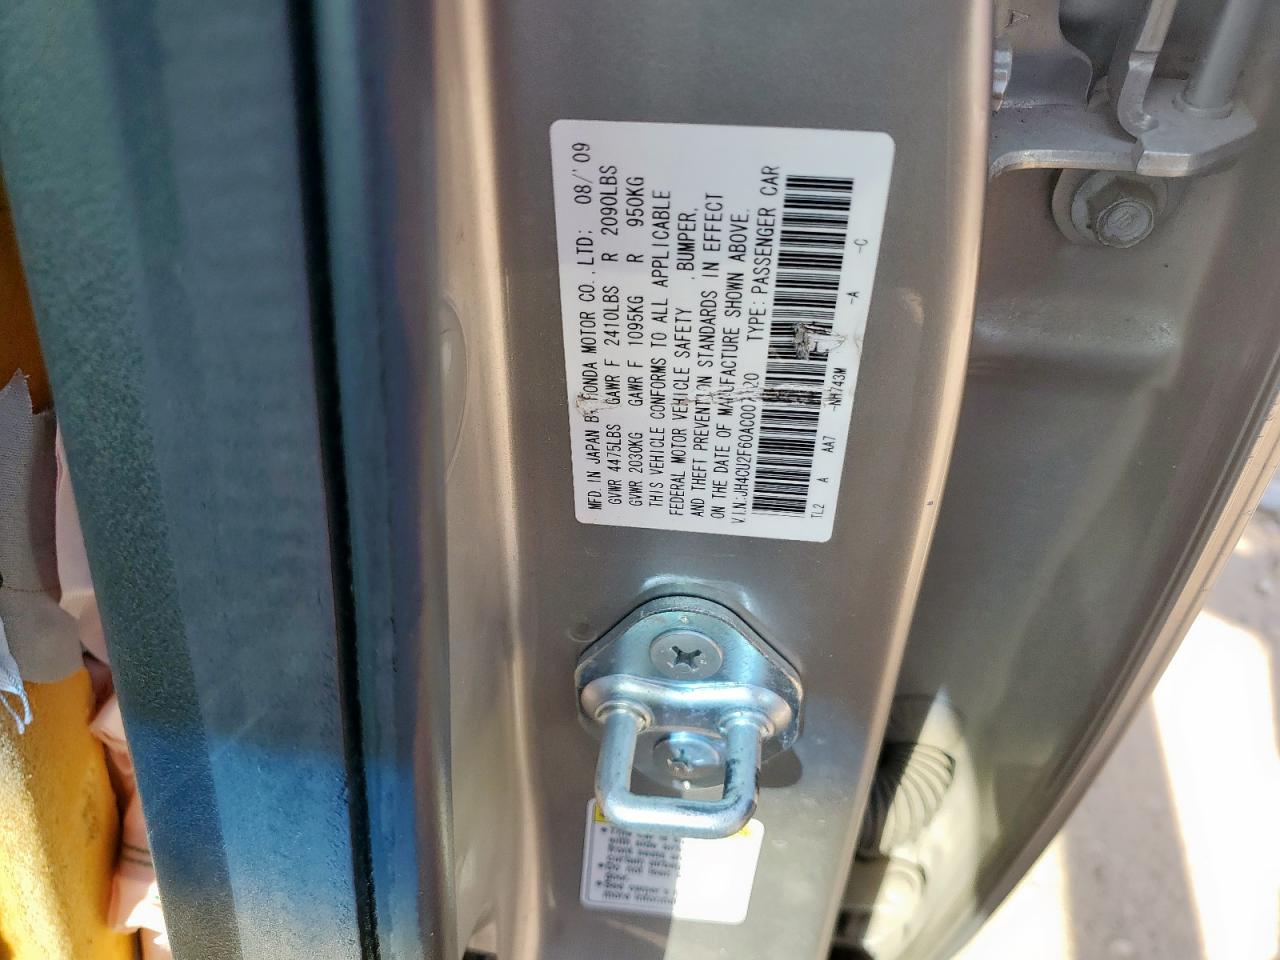 MFD. IN JAPAN BY HONDA MOTOR CO., LTD; 08/'09
GVWR 4475LBS GAWR F 2410LBS R 2090LBS
GVWR 2030KG GAWR F 1095KG R 950KG
THIS VEHICLE CONFORMS TO ALL APPLICABLE
FEDERAL MOTOR VEHICLE SAFETY , BUMPER,
AND THEFT PREVENTION STANDARDS IN EFFECT
ON THE DATE OF MANUFACTURE SHOWN ABOVE.
V.I.N.: TYPE: PASSENGER CAR
TL2 A AA7 -NH743M -A -C